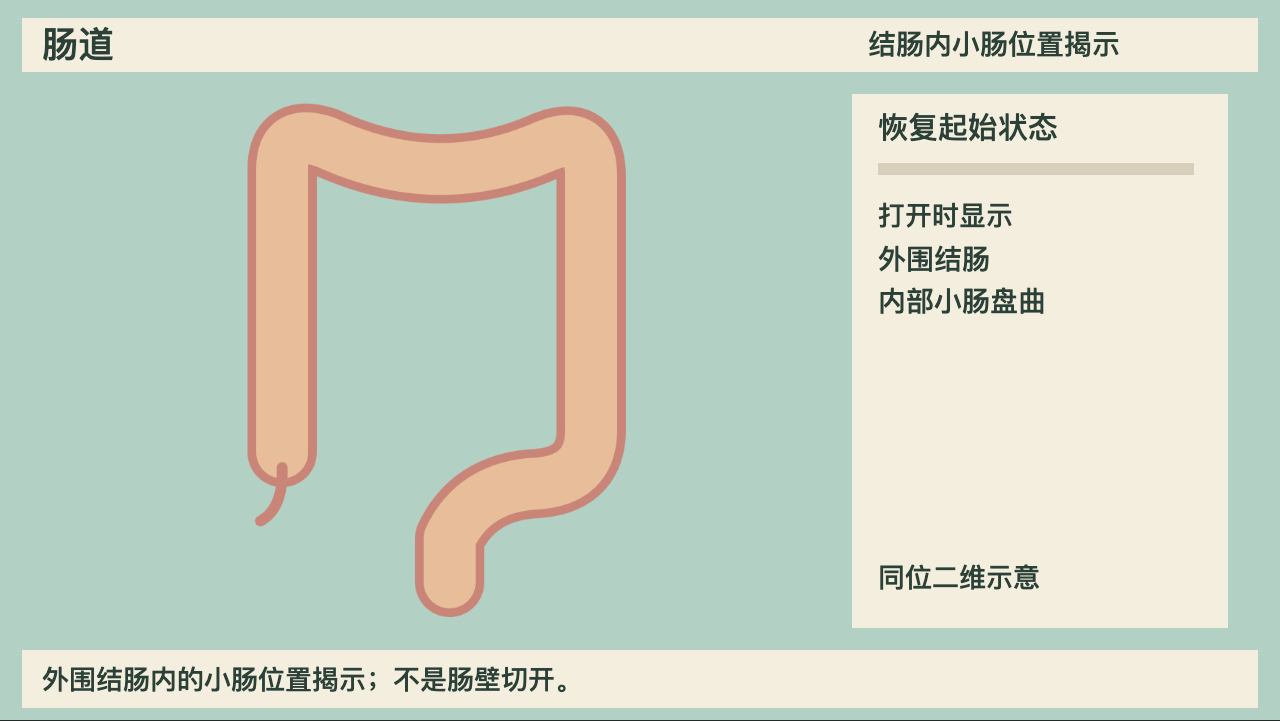 肠道
结肠内小肠位置揭示
恢复起始状态
打开时显示
外围结肠
内部小肠盘曲
同位二维示意
外围结肠内的小肠位置揭示；不是肠壁切开。